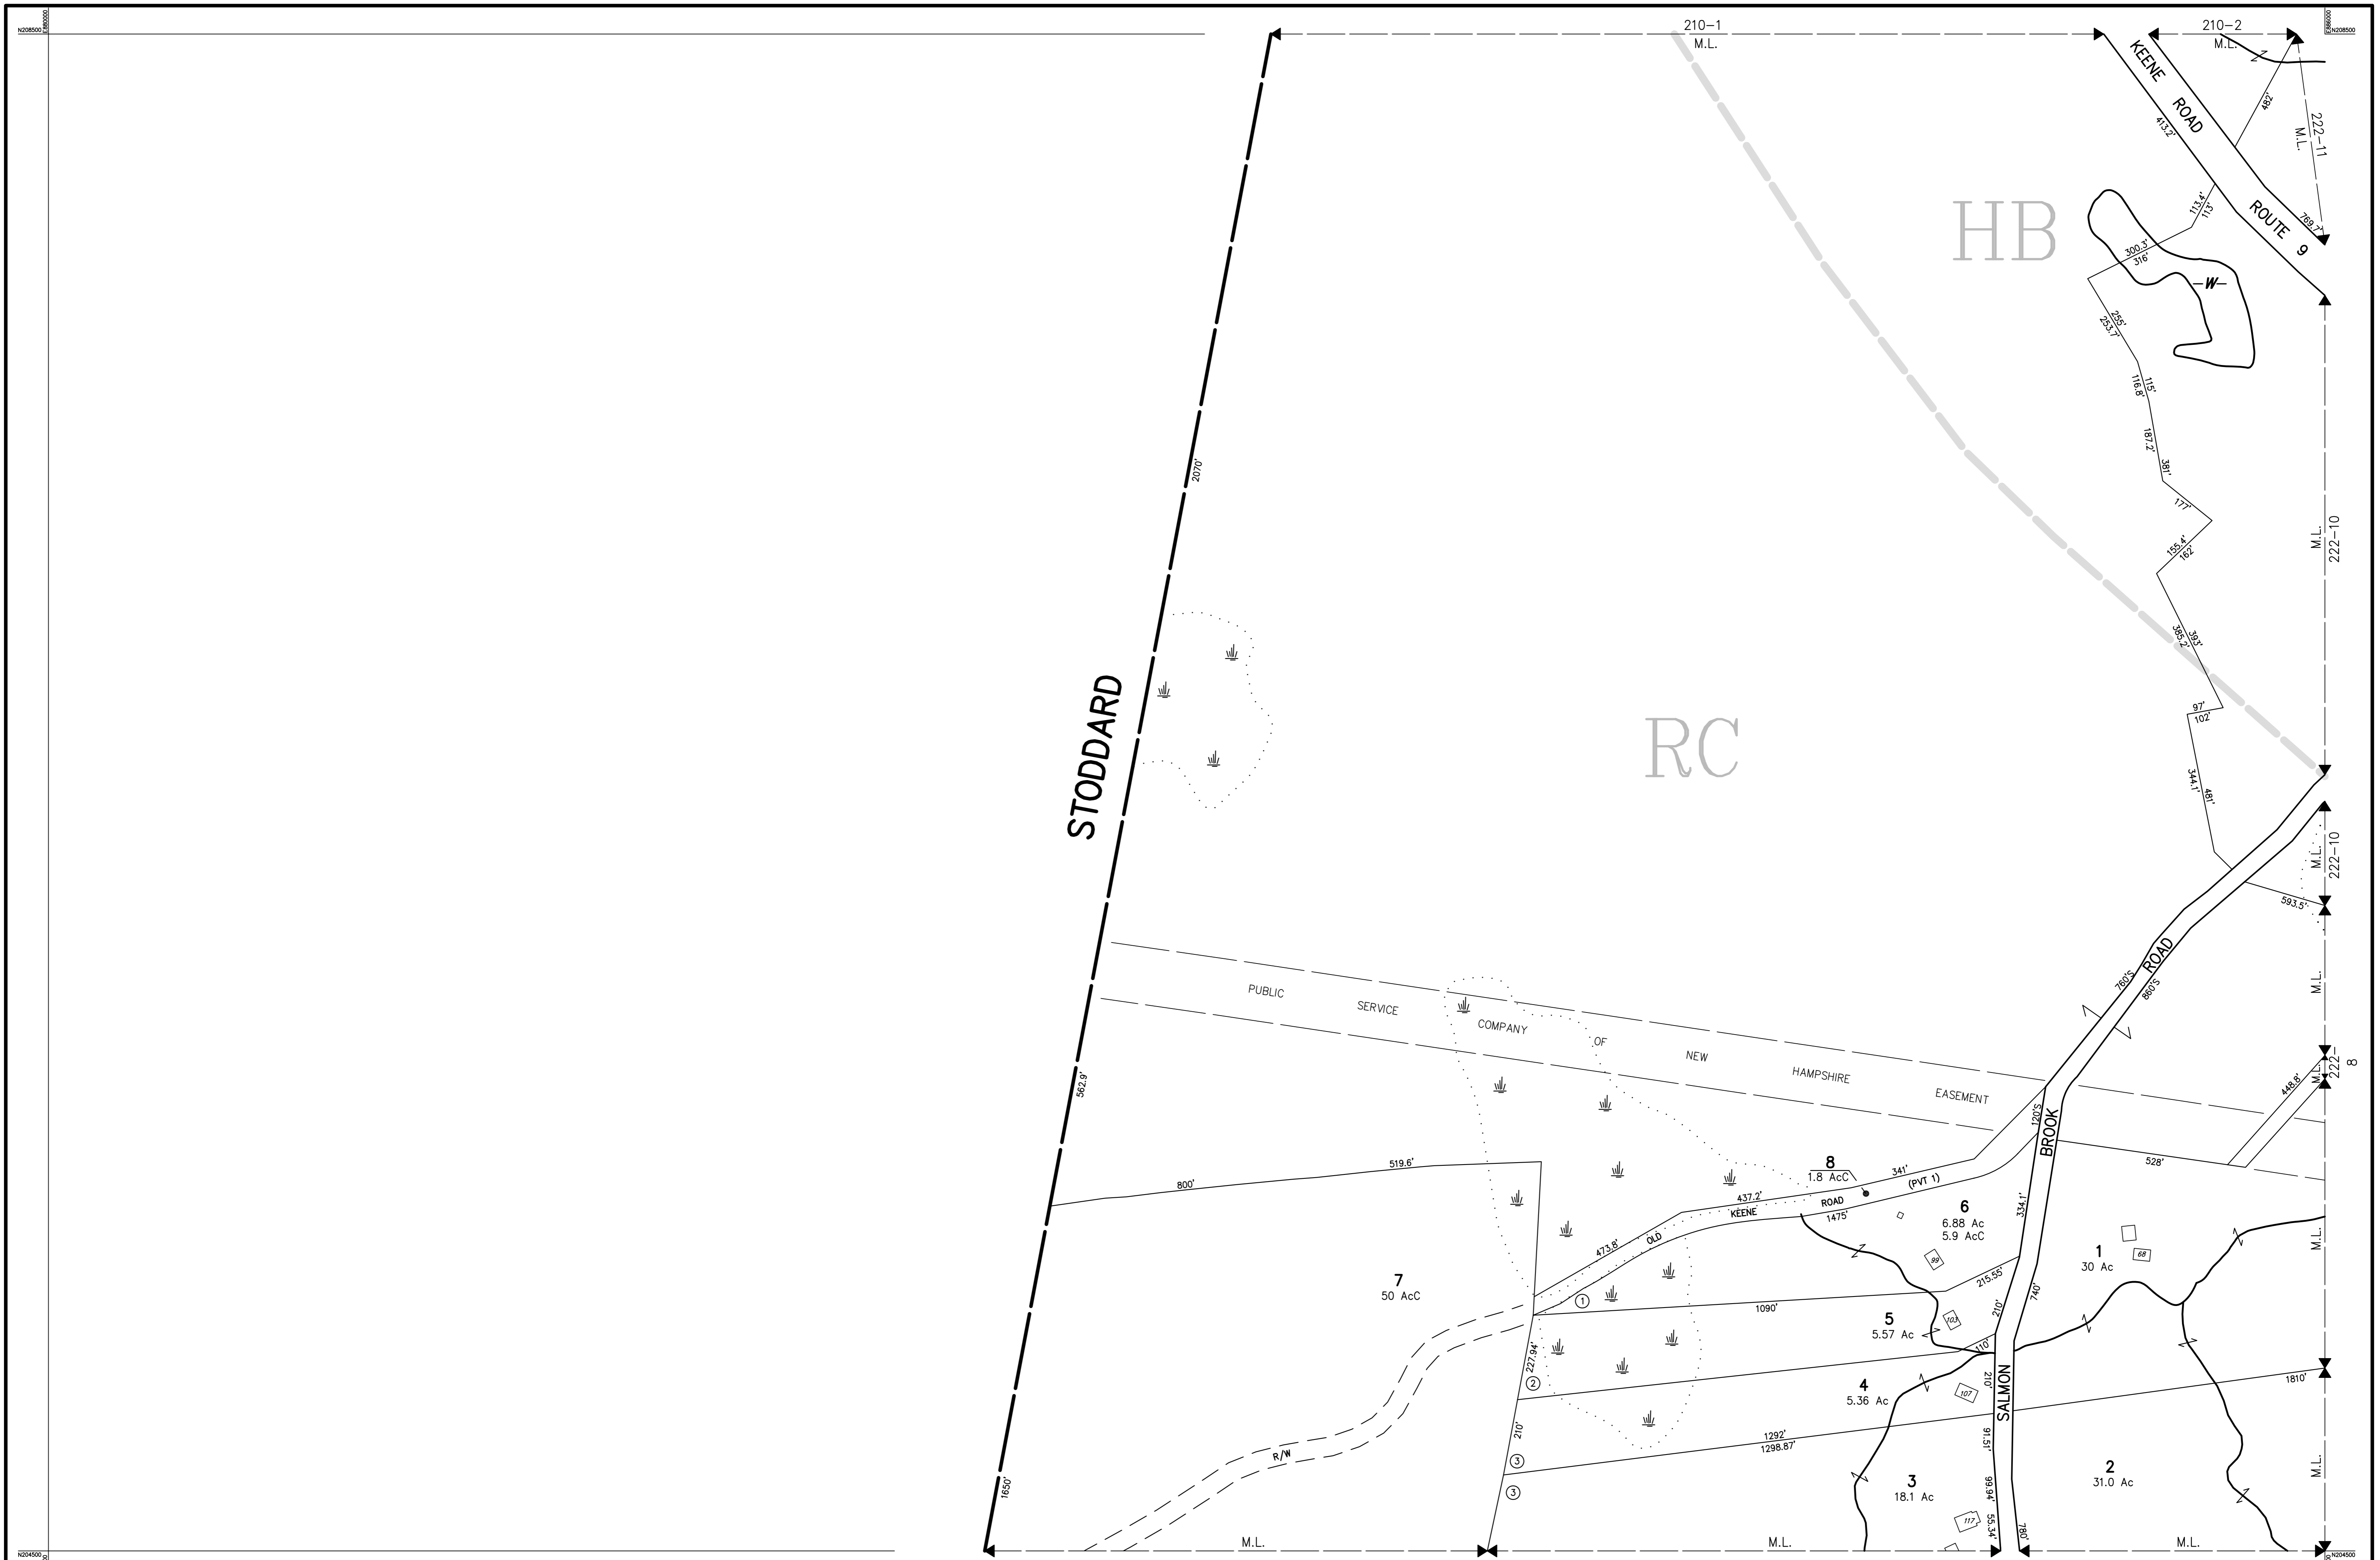 N208500
E880000
210-1
M.L.
210-2
M.L.
E886000
N208500
KEENE ROAD
ROUTE 9
413.2'
482'
222-11
M.L.
769.7'
113.4'
113'
HB
300.3'
316'
-W-
255'
253.7'
115'
116.8'
187.2'
381'
177'
155.4'
162'
M.L.
222-10
2070'
393'
385.2'
97'
102'
STODDARD
RC
344.1'
481'
M.L.
222-10
593.5'
ROAD
760'S
860'S
M.L.
PUBLIC SERVICE COMPANY OF NEW HAMPSHIRE EASEMENT
562.9'
M.L.
222-
8
448.8'
120'S
BROOK
528'
519.6'
800'
8
1.8 AcC
341'
(PVT 1)
437.2'
ROAD
KEENE
1475'
OLD
473.8'
6
6.88 Ac
5.9 AcC
334.1'
99
1
30 Ac
68
M.L.
7
50 AcC
215.55'
1
1090'
210'
740'
5
5.57 Ac
103
110'
227.94'
2
4
5.36 Ac
107
210'
SALMON
1810'
210'
1292'
1298.87'
91.51'
R/W
3
3
3
18.1 Ac
2
31.0 Ac
M.L.
99.94'
117
55.34'
780'
1650'
M.L.
M.L.
M.L.
N204500
N204500